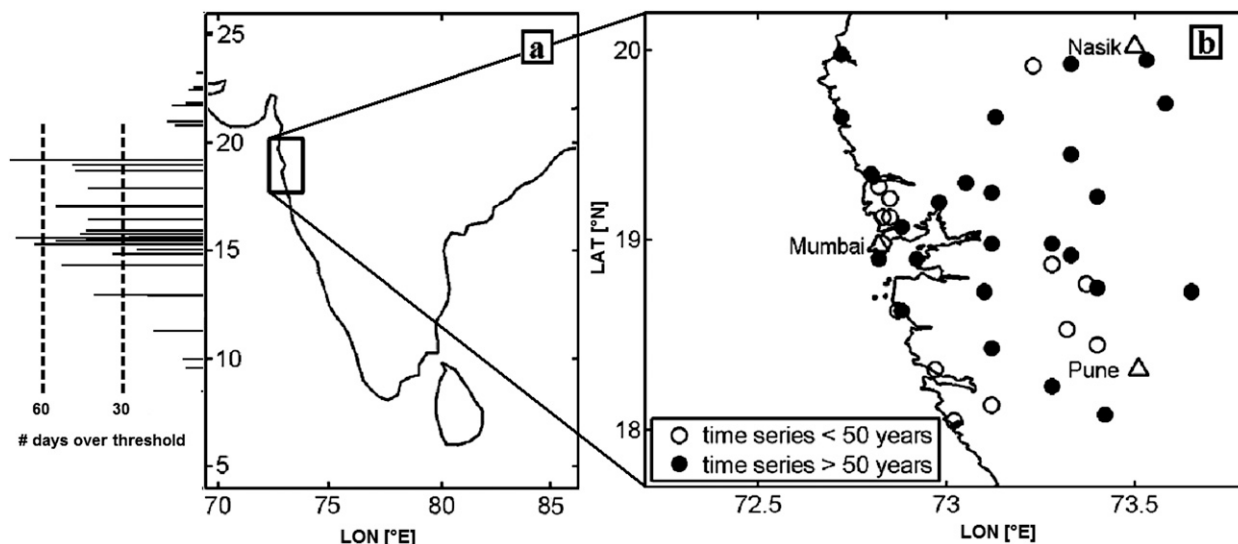 25
20
15
10
5
70
75
80
85
LON [°E]
a
60
30
# days over threshold
b
20
19
18
LAT [°N]
Nasik
Mumbai
Pune
time series < 50 years
time series > 50 years
72.5
73
73.5
LON [°E]